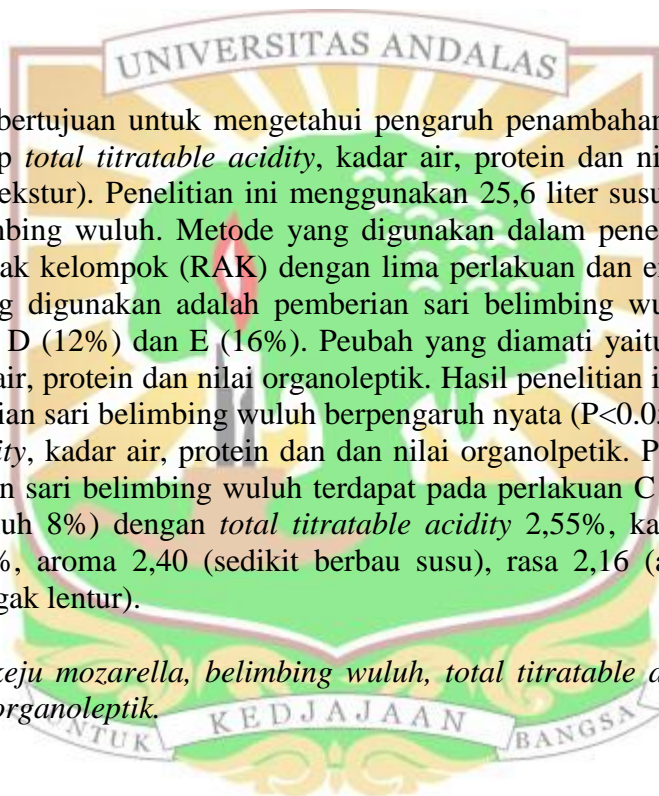 UNIVERSITAS ANDALAS
bertujuan untuk mengetahui pengaruh penambahan
p total titratable acidity, kadar air, protein dan ni
ekstur). Penelitian ini menggunakan 25,6 liter susu
mbing wuluh. Metode yang digunakan dalam pene
ak kelompok (RAK) dengan lima perlakuan dan e
g digunakan adalah pemberian sari belimbing wu
D (12%) dan E (16%). Peubah yang diamati yaitu
air, protein dan nilai organoleptik. Hasil penelitian i
ian sari belimbing wuluh berpengaruh nyata (P<0.0
ity, kadar air, protein dan dan nilai organolpetik. P
n sari belimbing wuluh terdapat pada perlakuan C
uh 8%) dengan total titratable acidity 2,55%, ka
%, aroma 2,40 (sedikit berbau susu), rasa 2,16 (a
gak lentur).
keju mozarella, belimbing wuluh, total titratable a
organoleptik.
UNTUK KEDJAJAAN BANGSA